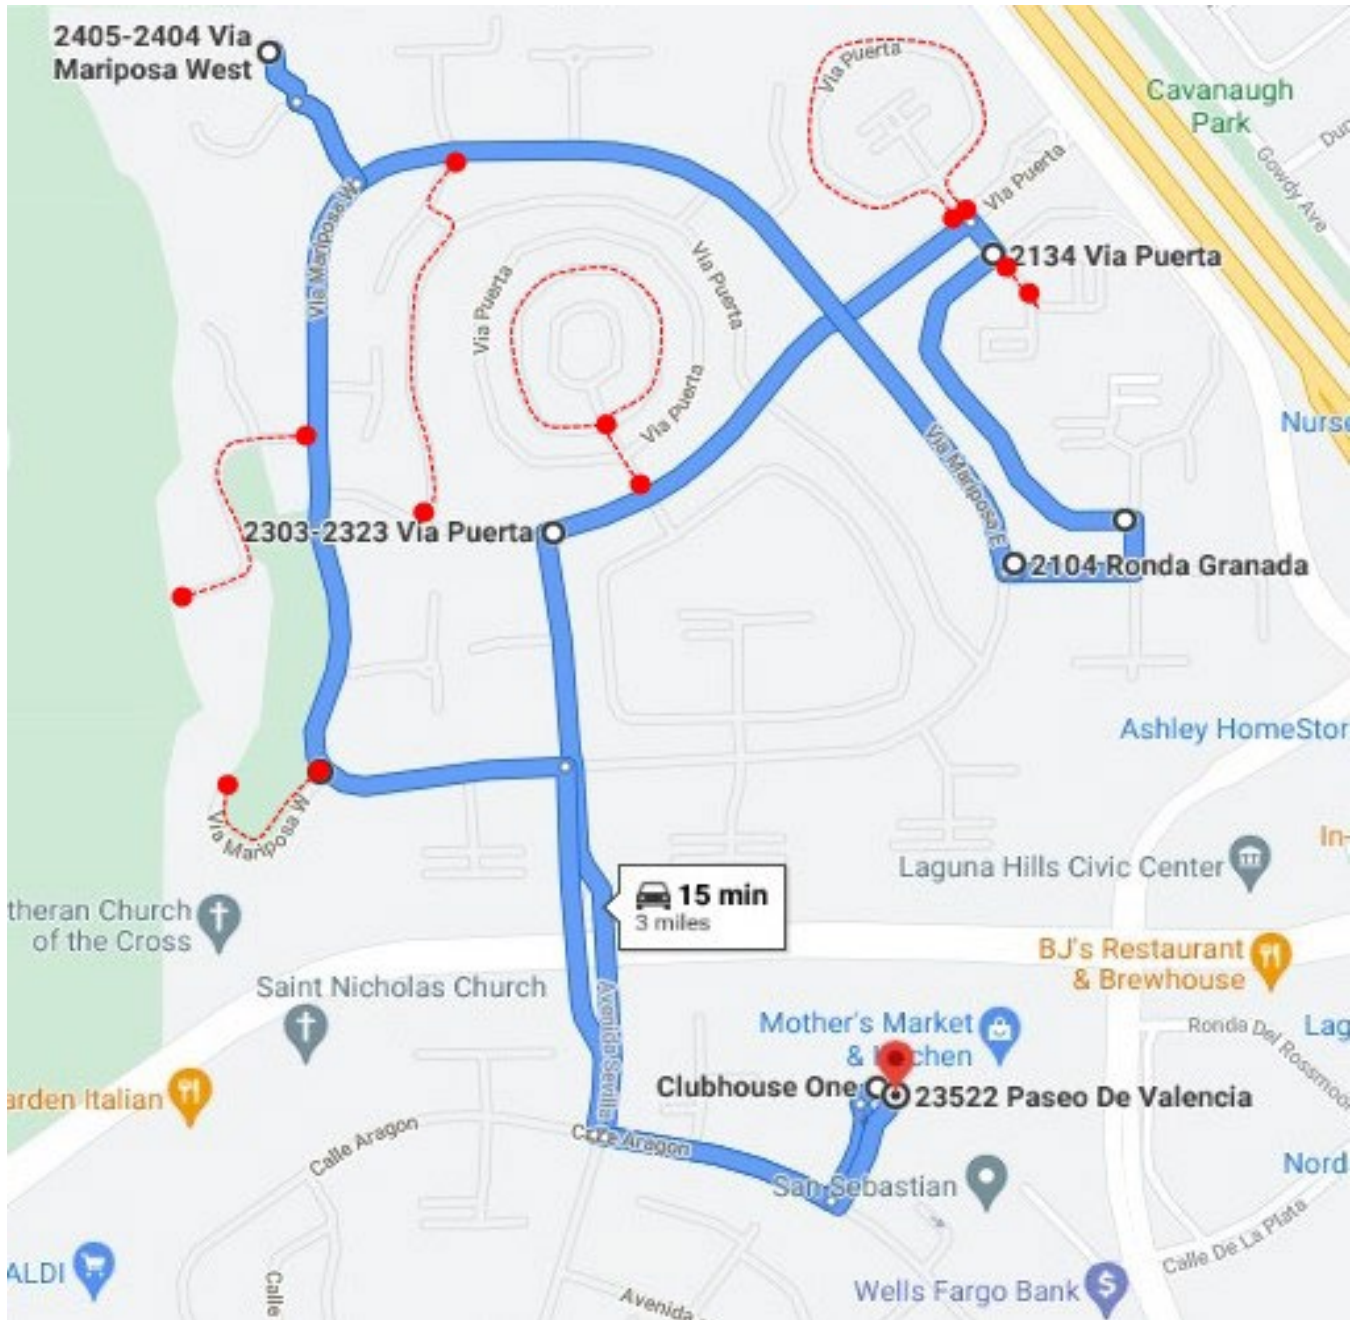 2405-2404 Via
Mariposa West
Via Puerta
Cavanaugh
Park
Gowdy Ave
Via Puerta
Via Mariposa W
Via Puerta
Via Puerta
2134 Via Puerta
Via Puerta
Nurse
Via Mariposa E
2303-2323 Via Puerta
2104 Ronda Granada
Ashley HomeStor
Via Mariposa W
In-
Laguna Hills Civic Center
15 min
3 miles
theran Church
of the Cross
BJ's Restaurant
& Brewhouse
Saint Nicholas Church
Avenida Sevilla
Mother's Market
&
Ronda Del Rossmoor
Lag
arden Italian
Clubhouse One
23522 Paseo De Valencia
Calle Aragon
Aragon
San Sebastian
Nord
Calle De La Plata
ALDI
Calle
Avenida
Wells Fargo Bank